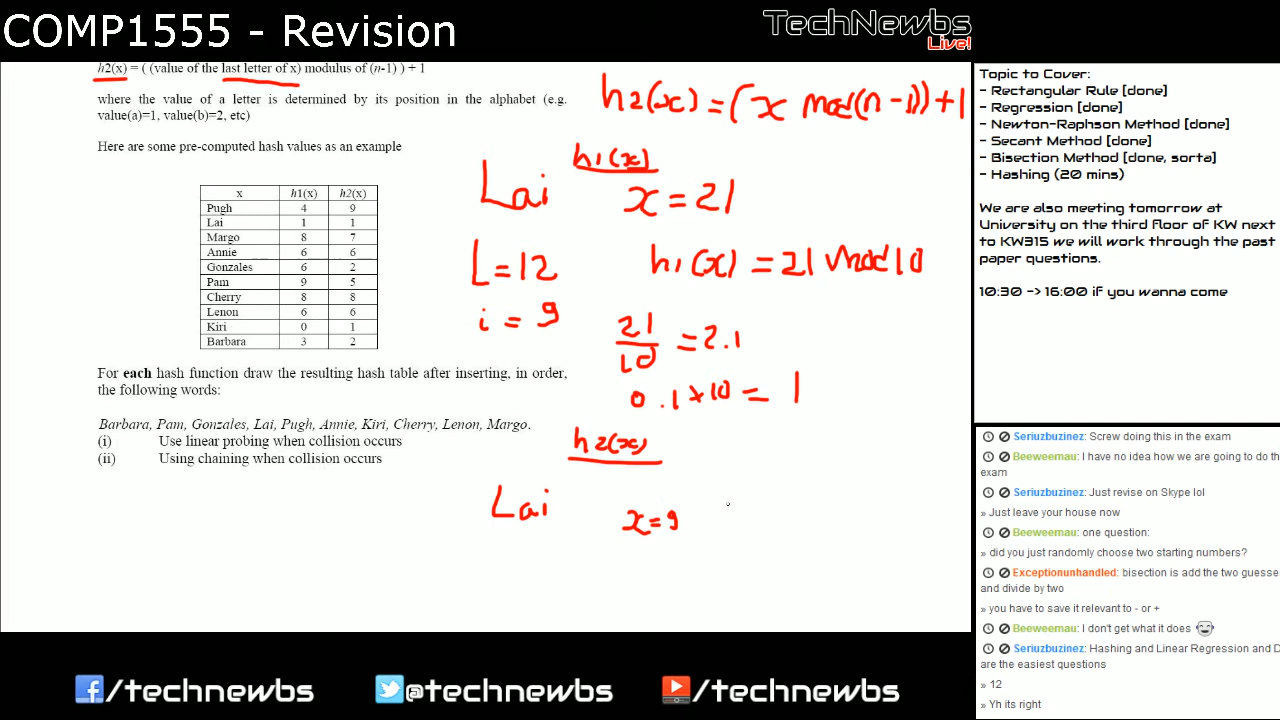 COMP1555 - Revision
TechNewbs
Live!
h2(x) = ( (value of the last letter of x) modulus of (n-1) ) + 1
where the value of a letter is determined by its position in the alphabet (e.g.
value(a)=1, value(b)=2, etc)
Here are some pre-computed hash values as an example
x h1(x) h2(x)
Pugh 4 9
Lai 1 1
Margo 8 7
Annie 6 6
Gonzales 6 2
Pam 9 5
Cherry 8 8
Lenon 6 6
Kiri 0 1
Barbara 3 2
For each hash function draw the resulting hash table after inserting, in order,
the following words:
Barbara, Pam, Gonzales, Lai, Pugh, Annie, Kiri, Cherry, Lenon, Margo.
(i) Use linear probing when collision occurs
(ii) Using chaining when collision occurs
h2(x) = (x mod(n-1))+1
h1(x)
Lai x = 21
L = 12 h1(x) = 21 mod 10
i = 9
21
10 = 2.1
0.1 x 10 = 1
h2(x)
Lai x = 9
Topic to Cover:
- Rectangular Rule [done]
- Regression [done]
- Newton-Raphson Method [done]
- Secant Method [done]
- Bisection Method [done, sorta]
- Hashing (20 mins)
We are also meeting tomorrow at
University on the third floor of KW next
to KW315 we will work through the past
paper questions.
10:30 -> 16:00 if you wanna come
Seriuzbuzinez: Screw doing this in the exam
Beeweemau: I have no idea how we are going to do th
exam
Seriuzbuzinez: Just revise on Skype lol
» Just leave your house now
Beeweemau: one question:
» did you just randomly choose two starting numbers?
Exceptionunhandled: bisection is add the two guesse
and divide by two
» you have to save it relevant to - or +
Beeweemau: I don't get what it does
Seriuzbuzinez: Hashing and Linear Regression and D
are the easiest questions
» 12
» Yh its right
/technewbs @technewbs /technewbs